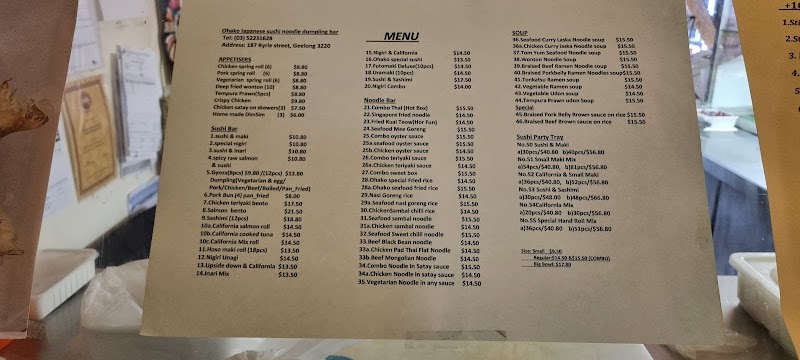 Ohako Japanese sushi noodle dumpling bar
Tel: (03) 52231628
Address: 187 Ryrie street, Geelong 3220
APPETISERS
Chicken spring roll (6) $8.80
Pork spring roll (6) $8.80
Vegetarian spring roll (6) $8.80
Deep fried wonton (10) $8.80
Tempura Prawn(5pcs) $8.80
Crispy Chicken $9.80
Chicken satay on skewers(3) $7.50
Home made DimSim (3) $6.00
Sushi Bar
1.sushi & maki $10.80
2.special nigiri $10.80
3.sushi & Inari $10.80
4.spicy raw salmon $10.80
& sushi
5.Gyoza(8pcs) $9.80 /(12pcs) $13.80
Dumpling(Vegetarian & egg/
Pork/Chicken/Beef/Boiled/Pan_Fried)
6.Pork Bun (4) pan_fried $8.00
7.Chicken teriyaki bento $17.50
8.Salmon bento $21.50
9.Sashimi (12pcs) $18.80
10a.California salmon roll $14.50
10b.California cooked tuna $14.50
10c.California Mix roll $14.50
11.Hoso maki roll (18pcs) $13.50
12.Nigiri Unagi $14.50
13.Upside down & California $13.50
14.Inari Mix $13.50
MENU
15.Nigiri & California $14.50
16.Ohako special sushi $13.50
17.Futomaki Deluxe(10pcs) $14.50
18.Uramaki (10pcs) $14.50
19.Sushi & Sashimi $17.50
20.Nigiri Combo $14.00
Noodle Bar
21.Combo Thai (Hot Box) $15.50
22.Singapore fried noodle $14.50
23.Fried Kuai Teow(Hor Fun) $14.50
24.Seafood Mee Goreng $15.50
25.Combo oyster sauce $15.50
25a.seafood oyster sauce $15.50
25b.Chicken oyster sauce $14.50
26.Combo teriyaki sauce $15.50
26a.Chicken teriyaki sauce $14.50
27.Combo sweet box $15.50
28.Ohako special Fried rice $14.50
28a.Ohako seafood fried rice $15.50
29.Nasi Goreng rice $14.50
29a.Seafood nasi goreng rice $15.50
30.ChickenSambal chilli rice $14.50
31.Seafood sambal noodle $15.50
31a.Chicken sambal noodle $14.50
32.Seafood Sweet chilli noodle $15.50
33.Beef Black Bean noodle $14.50
33a.Chicken Pad Thai Flat Noodle $14.50
33b.Beef Mongolian Noodle $14.50
34.Combo Noodle in Satay sauce $15.50
34a.Chicken Noodle in satay sauce $14.50
35.Vegetarian Noodle in any sauce $14.50
SOUP
36.Seafood Curry Laska Noodle soup $15.50
36a.Chicken Curry laska Noodle soup $15.50
37.Tom Yum Seafood Noodle soup $15.50
38.Wonton Noodle Soup $15.50
39.Braised Beef Ramen Noodle soup $15.50
40.Braised Porkbelly Ramen Noodles soup$15.50
41.Tonkatsu Ramen soup $15.50
42.Vegetable Ramen soup $14.50
43.Vegetable Udon soup $14.50
44.Tempura Prawn udon Soup $15.50
Special
45.Braised Pork Belly Brown sauce on rice $15.50
46.Braised Beef Brown sauce on rice $15.50
Sushi Party Tray
No.50 Sushi & Maki
a)30pcs/$40.80 b)40pcs/$56.80
No.51 Small Maki Mix
a)54pcs/$40.80, b)81pcs/$56.80
No.52 California & Small Maki
a)36pcs/$40.80, b)52pcs/$56.80
No.53 Sushi & Sashimi
a)30pcs/$48.00 b)48pcs/$66.80
No.54California Mix
a)20pcs/$40.80 b)30pcs/$56.80
No.55 Special Hand Roll Mix
a)36pcs/$40.80 b)51pcs/$56.80
Size: Small $9.50
Regular:$14.50 R/$15.50 (COMBO)
Big Bowl: $17.80